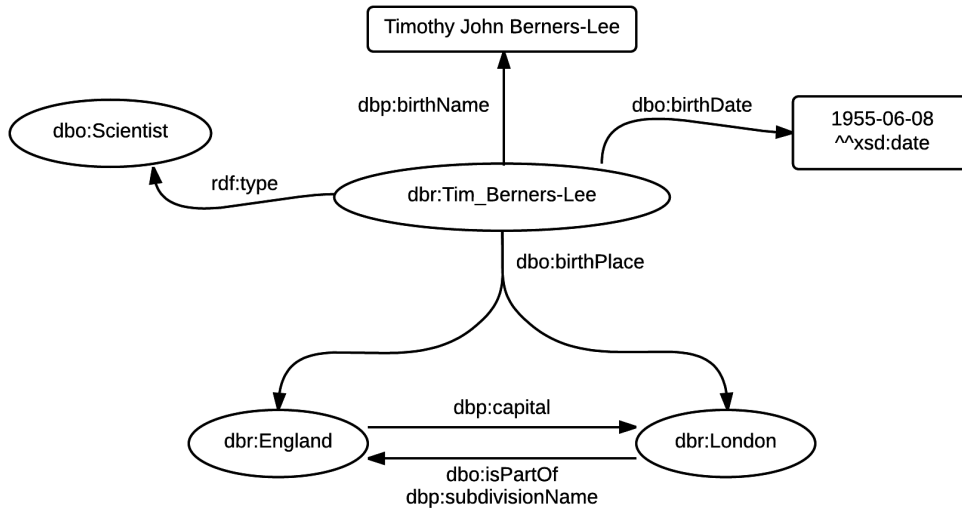 Timothy John Berners-Lee
dbp:birthName
dbo:birthDate
1955-06-08
^^xsd:date
dbo:Scientist
rdf:type
dbr:Tim_Berners-Lee
dbo:birthPlace
dbp:capital
dbr:England
dbr:London
dbo:isPartOf
dbp:subdivisionName